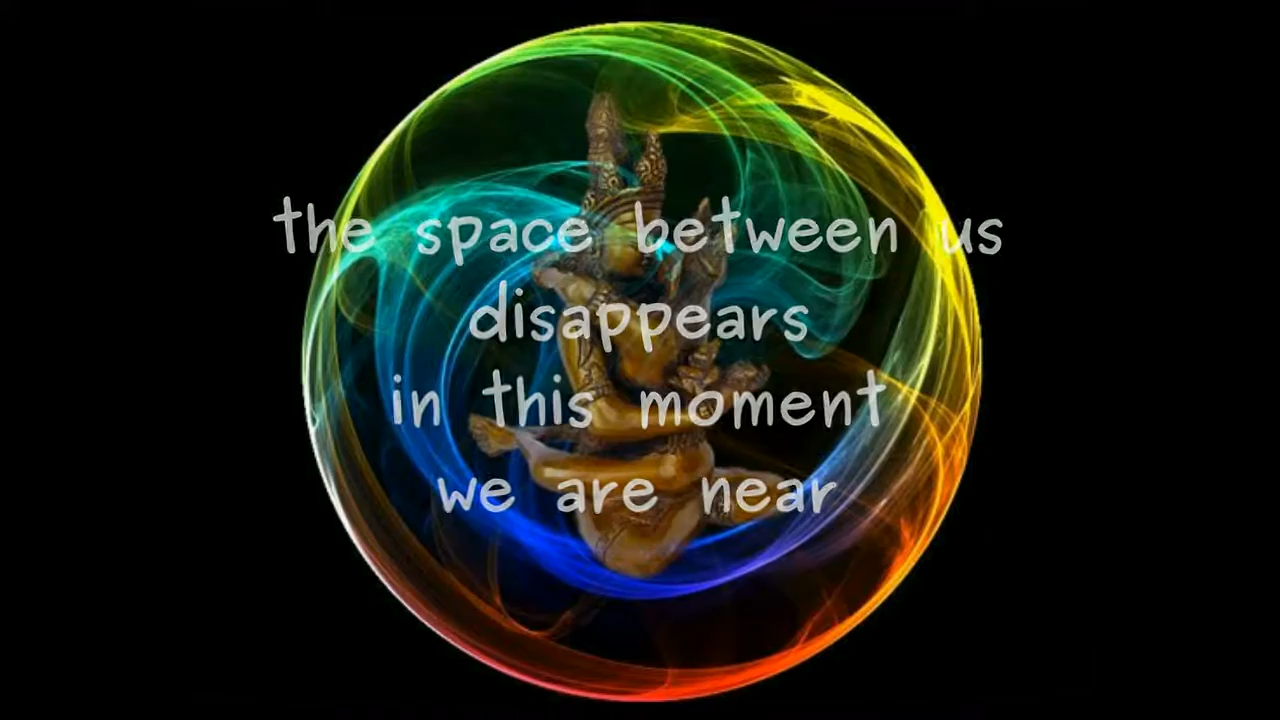 the space between us
disappears
in this moment
we are near